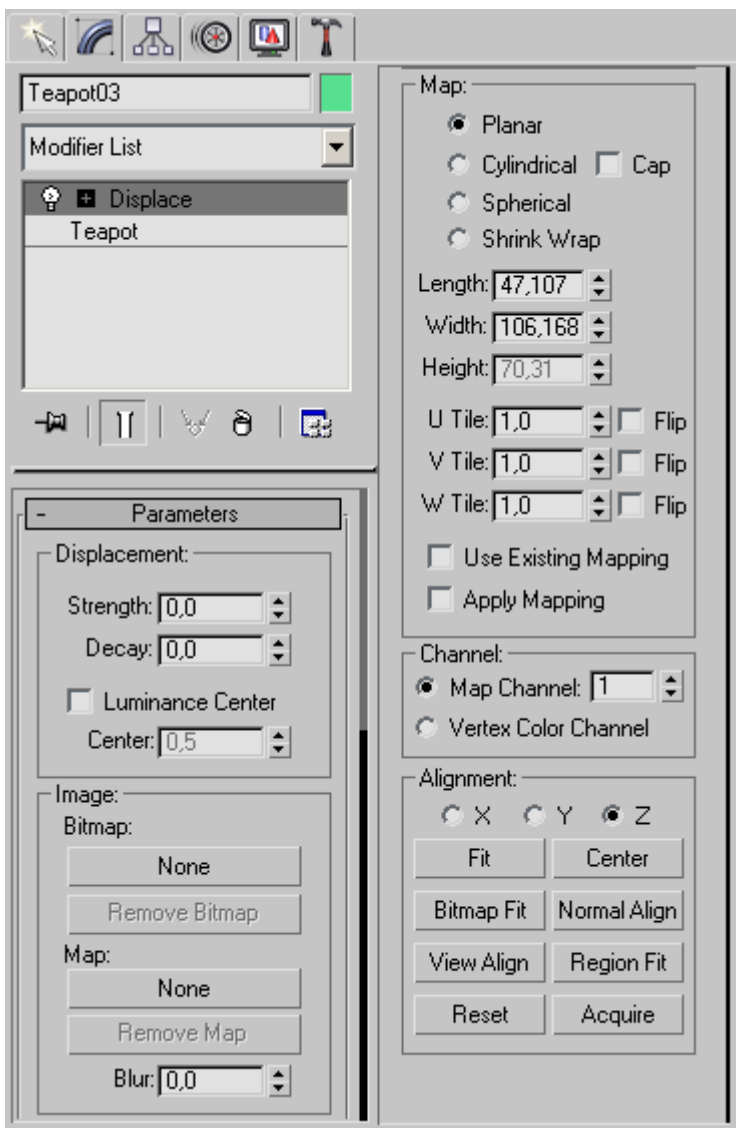 Teapot03
Modifier List
Displace
Teapot
Parameters
Displacement:
Strength: 0,0
Decay: 0,0
Luminance Center
Center: 0,5
Image:
Bitmap:
None
Remove Bitmap
Map:
None
Remove Map
Blur: 0,0
Map:
Planar
Cylindrical Cap
Spherical
Shrink Wrap
Length: 47,107
Width: 106,168
Height: 70,31
U Tile: 1,0 Flip
V Tile: 1,0 Flip
W Tile: 1,0 Flip
Use Existing Mapping
Apply Mapping
Channel:
Map Channel: 1
Vertex Color Channel
Alignment:
X Y Z
Fit Center
Bitmap Fit Normal Align
View Align Region Fit
Reset Acquire